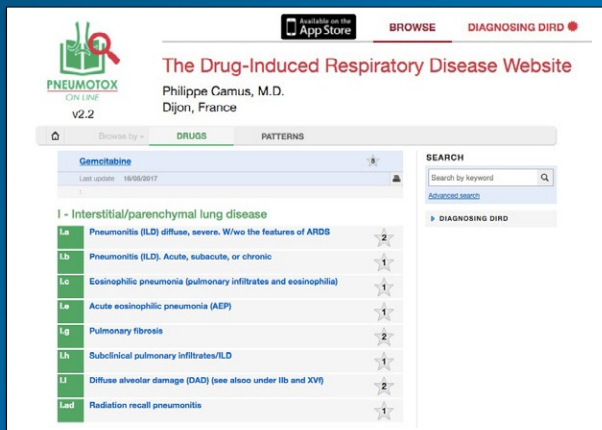 Available on the
App Store
BROWSE
DIAGNOSING DIRD
PNEUMOTOX
ON LINE
v2.2
The Drug-Induced Respiratory Disease Website
Philippe Camus, M.D.
Dijon, France
Browse by
DRUGS
PATTERNS
Gemcitabine
Last update 16/05/2017
:
SEARCH
Search by keyword
Advanced search
DIAGNOSING DIRD
I - Interstitial/parenchymal lung disease
I.a Pneumonitis (ILD) diffuse, severe. W/wo the features of ARDS 2
I.b Pneumonitis (ILD). Acute, subacute, or chronic 1
I.c Eosinophilic pneumonia (pulmonary infiltrates and eosinophilia) 1
I.e Acute eosinophilic pneumonia (AEP) 1
I.g Pulmonary fibrosis 2
I.h Subclinical pulmonary infiltrates/ILD 1
I.l Diffuse alveolar damage (DAD) (see alsoo under IIb and XVf) 2
I.ad Radiation recall pneumonitis 1